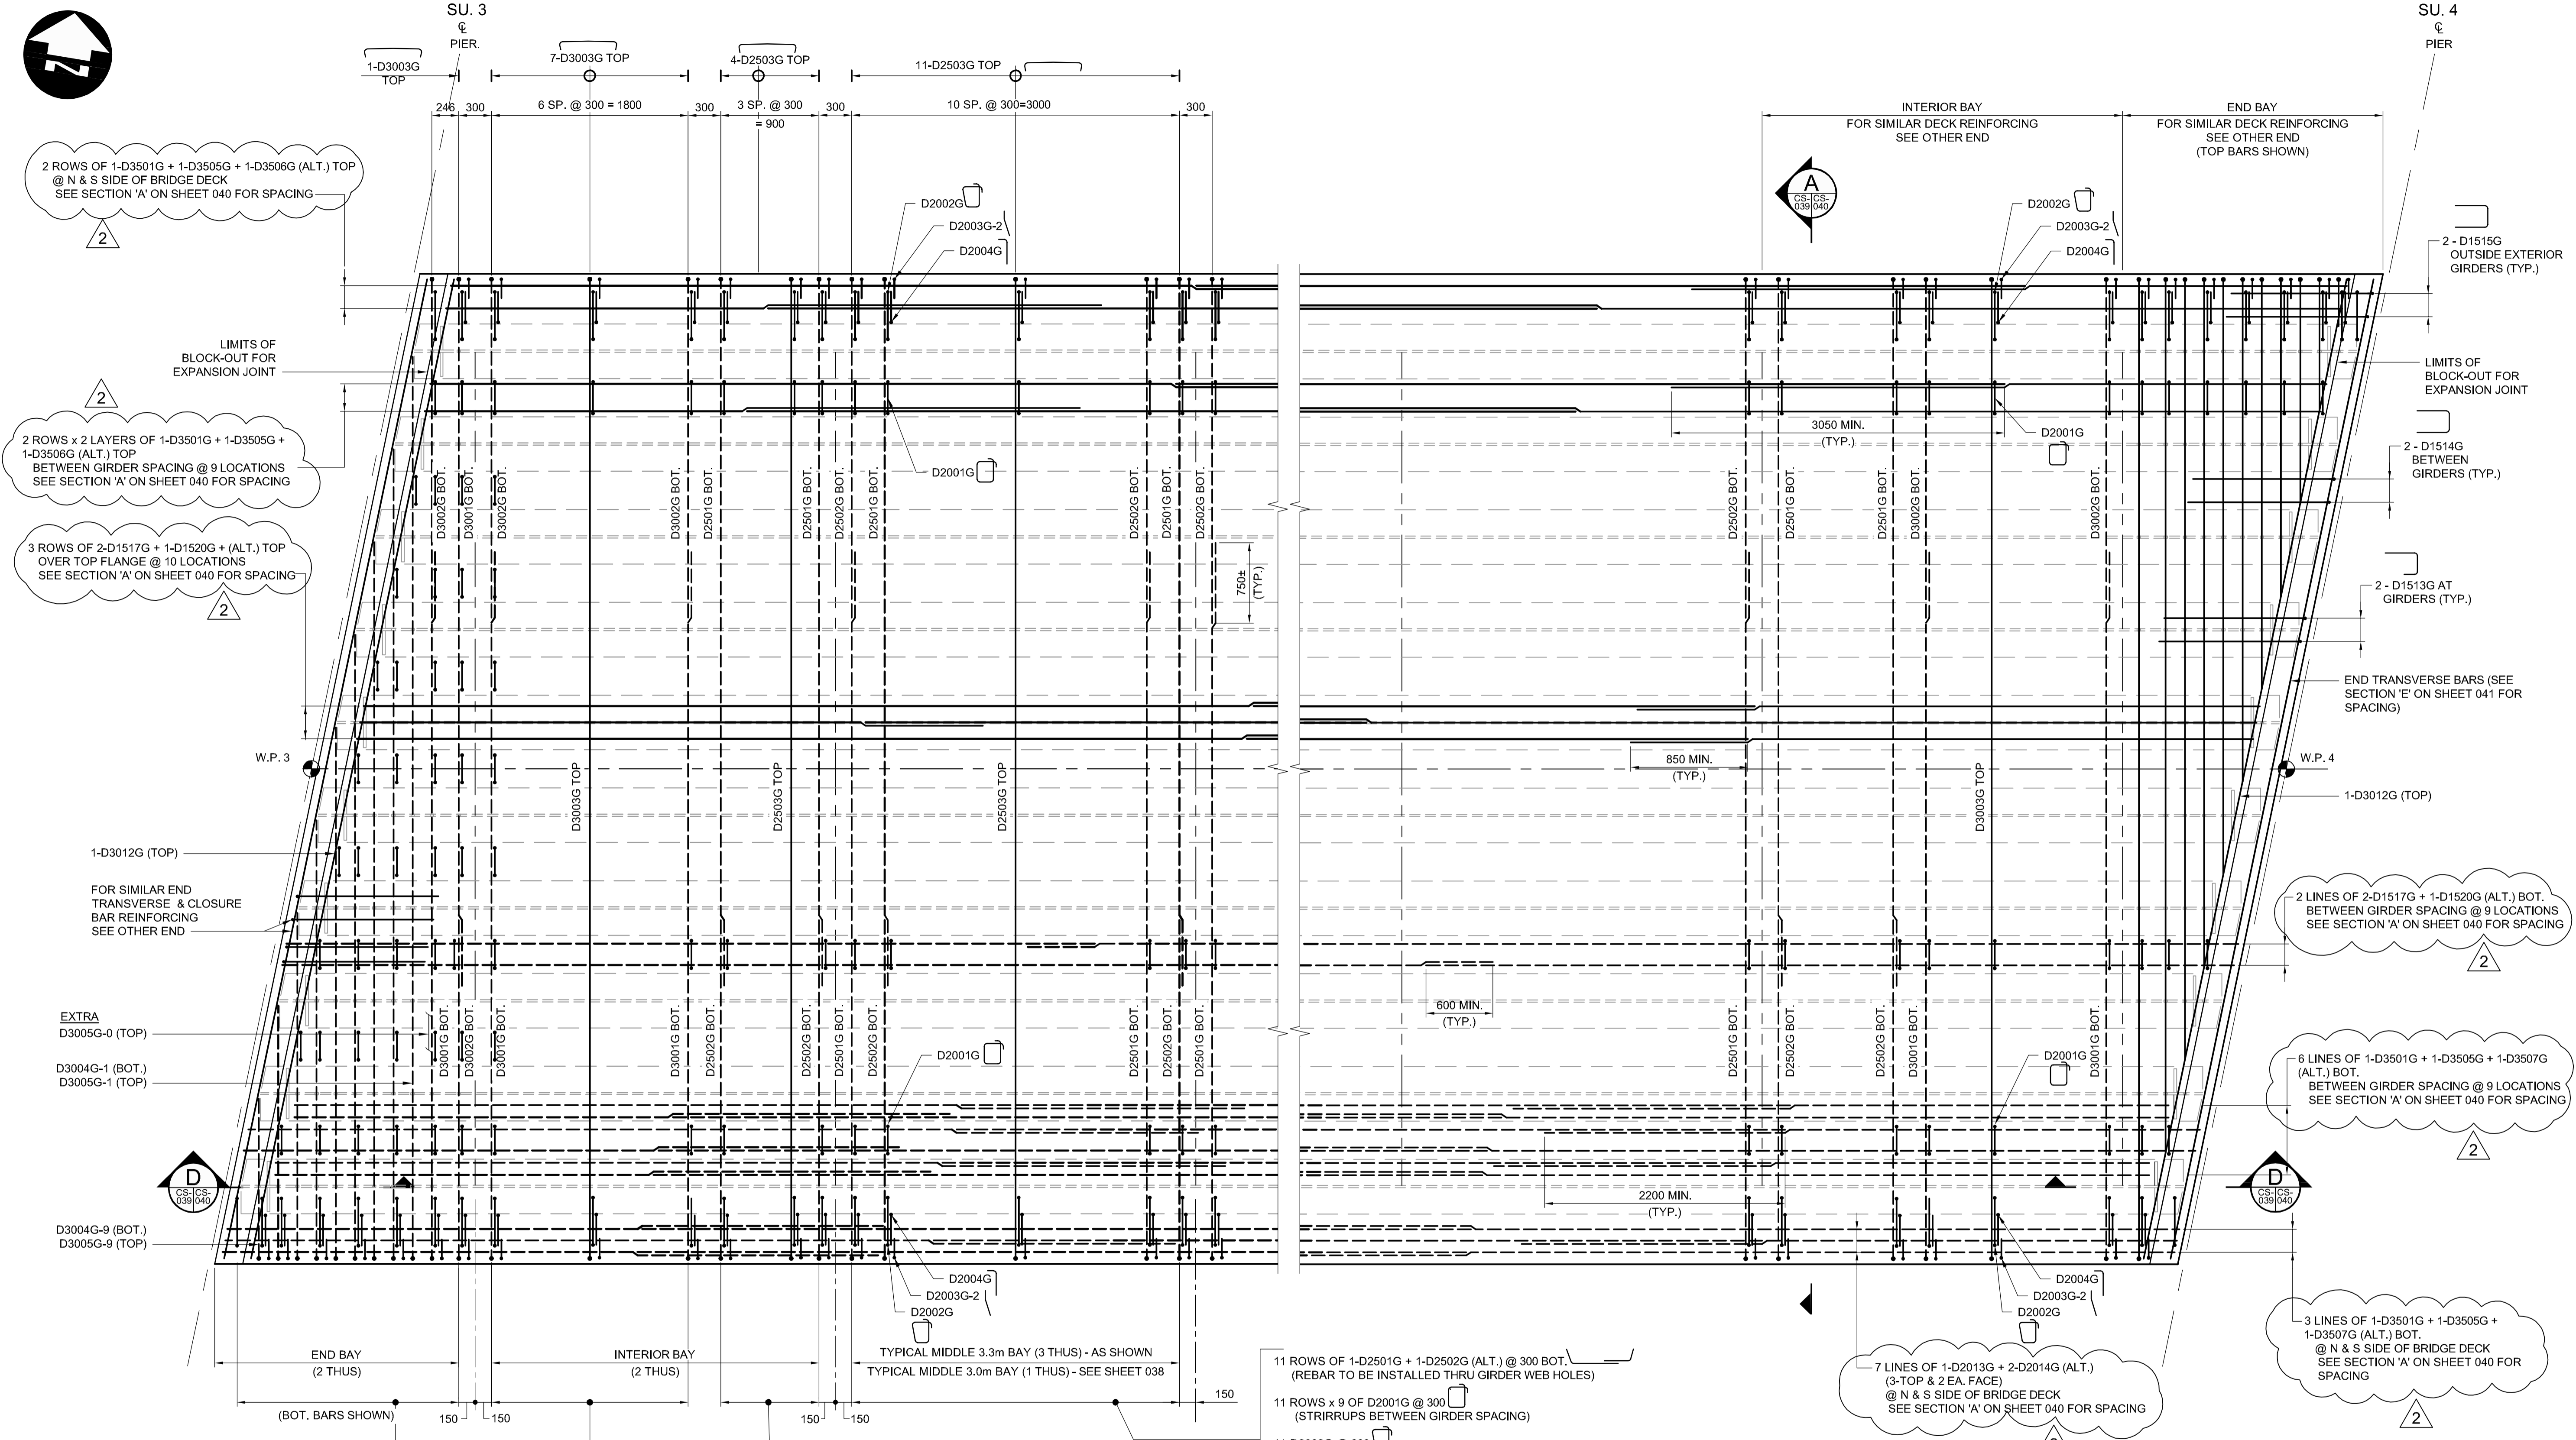 SU. 3
℄
PIER.
SU. 4
℄
PIER
1-D3003G
TOP
7-D3003G TOP
4-D2503G TOP
11-D2503G TOP
246
300
6 SP. @ 300 = 1800
300
3 SP. @ 300
= 900
300
10 SP. @ 300=3000
300
INTERIOR BAY
FOR SIMILAR DECK REINFORCING
SEE OTHER END
END BAY
FOR SIMILAR DECK REINFORCING
SEE OTHER END
(TOP BARS SHOWN)
2 ROWS OF 1-D3501G + 1-D3505G + 1-D3506G (ALT.) TOP
@ N & S SIDE OF BRIDGE DECK
SEE SECTION 'A' ON SHEET 040 FOR SPACING
2
D2002G
D2003G-2
D2004G
A
CS-039
CS-040
D2002G
D2003G-2
D2004G
2 - D1515G
OUTSIDE EXTERIOR
GIRDERS (TYP.)
LIMITS OF
BLOCK-OUT FOR
EXPANSION JOINT
LIMITS OF
BLOCK-OUT FOR
EXPANSION JOINT
2
2 ROWS x 2 LAYERS OF 1-D3501G + 1-D3505G +
1-D3506G (ALT.) TOP
BETWEEN GIRDER SPACING @ 9 LOCATIONS
SEE SECTION 'A' ON SHEET 040 FOR SPACING
3050 MIN.
(TYP.)
D2001G
D2001G
2 - D1514G
BETWEEN
GIRDERS (TYP.)
D3002G BOT.
D3001G BOT.
D3002G BOT.
D3002G BOT.
D2501G BOT.
D2501G BOT.
D2502G BOT.
D2501G BOT.
D2502G BOT.
D2501G BOT.
D2502G BOT.
D2502G BOT.
D2501G BOT.
D2501G BOT.
D3002G BOT.
D3002G BOT.
3 ROWS OF 2-D1517G + 1-D1520G + (ALT.) TOP
OVER TOP FLANGE @ 10 LOCATIONS
SEE SECTION 'A' ON SHEET 040 FOR SPACING
2
750±
(TYP.)
2 - D1513G AT
GIRDERS (TYP.)
END TRANSVERSE BARS (SEE
SECTION 'E' ON SHEET 041 FOR
SPACING)
W.P. 3
850 MIN.
(TYP.)
W.P. 4
D3003G TOP
D2503G TOP
D2503G TOP
D3003G TOP
1-D3012G (TOP)
1-D3012G (TOP)
FOR SIMILAR END
TRANSVERSE & CLOSURE
BAR REINFORCING
SEE OTHER END
2 LINES OF 2-D1517G + 1-D1520G (ALT.) BOT.
BETWEEN GIRDER SPACING @ 9 LOCATIONS
SEE SECTION 'A' ON SHEET 040 FOR SPACING
2
600 MIN.
(TYP.)
EXTRA
D3005G-0 (TOP)
D3004G-1 (BOT.)
D3005G-1 (TOP)
D3001G BOT.
D3002G BOT.
D3001G BOT.
D3001G BOT.
D2502G BOT.
D2502G BOT.
D2501G BOT.
D2502G BOT.
D2501G BOT.
D2502G BOT.
D2501G BOT.
D2501G BOT.
D2502G BOT.
D2502G BOT.
D3001G BOT.
D3001G BOT.
D2001G
D2001G
6 LINES OF 1-D3501G + 1-D3505G + 1-D3507G
(ALT.) BOT.
BETWEEN GIRDER SPACING @ 9 LOCATIONS
SEE SECTION 'A' ON SHEET 040 FOR SPACING
2
D
CS-039
CS-040
D
CS-039
CS-040
2200 MIN.
(TYP.)
D3004G-9 (BOT.)
D3005G-9 (TOP)
D2004G
D2003G-2
D2002G
D2004G
D2003G-2
D2002G
3 LINES OF 1-D3501G + 1-D3505G +
1-D3507G (ALT.) BOT.
@ N & S SIDE OF BRIDGE DECK
SEE SECTION 'A' ON SHEET 040 FOR
SPACING
2
END BAY
(2 THUS)
INTERIOR BAY
(2 THUS)
TYPICAL MIDDLE 3.3m BAY (3 THUS) - AS SHOWN
TYPICAL MIDDLE 3.0m BAY (1 THUS) - SEE SHEET 038
11 ROWS OF 1-D2501G + 1-D2502G (ALT.) @ 300 BOT.
(REBAR TO BE INSTALLED THRU GIRDER WEB HOLES)
7 LINES OF 1-D2013G + 2-D2014G (ALT.)
(3-TOP & 2 EA. FACE)
@ N & S SIDE OF BRIDGE DECK
SEE SECTION 'A' ON SHEET 040 FOR SPACING
(BOT. BARS SHOWN)
150
150
150
150
150
11 ROWS x 9 OF D2001G @ 300
(STRIRRUPS BETWEEN GIRDER SPACING)